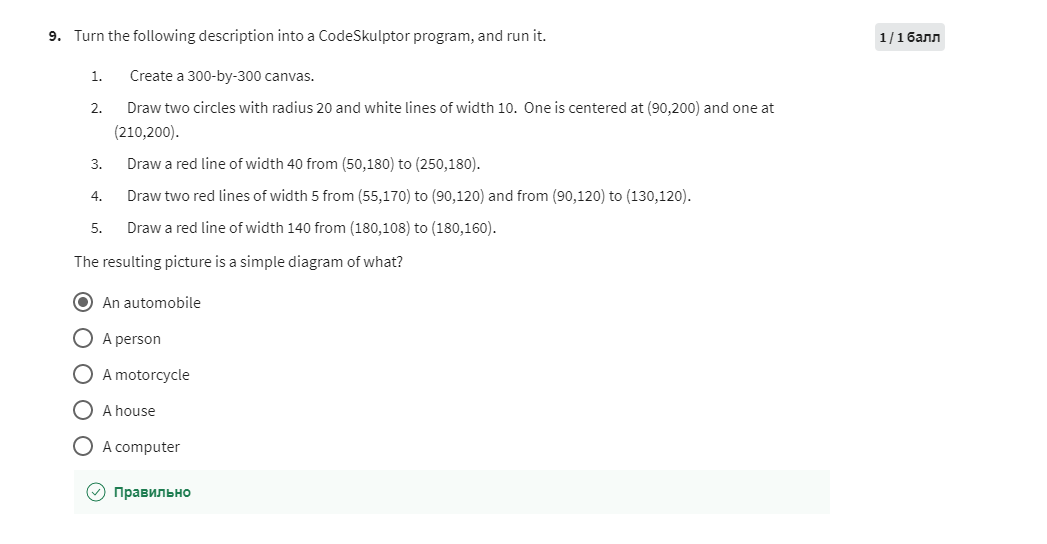 9. Turn the following description into a CodeSkulptor program, and run it.
1 / 1 балл
1. Create a 300-by-300 canvas.
2. Draw two circles with radius 20 and white lines of width 10. One is centered at (90,200) and one at
(210,200).
3. Draw a red line of width 40 from (50,180) to (250,180).
4. Draw two red lines of width 5 from (55,170) to (90,120) and from (90,120) to (130,120).
5. Draw a red line of width 140 from (180,108) to (180,160).
The resulting picture is a simple diagram of what?
An automobile
A person
A motorcycle
A house
A computer
Правильно